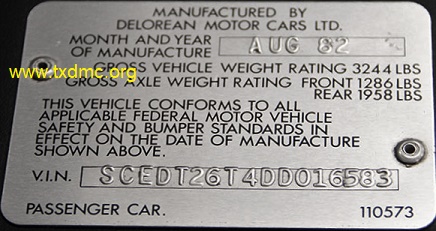 MANUFACTURED BY
DELOREAN MOTOR CARS LTD.
MONTH AND YEAR
OF MANUFACTURE AUG 82
www.txdmc.org
GROSS VEHICLE WEIGHT RATING 3244 LBS
GROSS AXLE WEIGHT RATING FRONT 1286 LBS
REAR 1958 LBS
THIS VEHICLE CONFORMS TO ALL
APPLICABLE FEDERAL MOTOR VEHICLE
SAFETY AND BUMPER STANDARDS IN
EFFECT ON THE DATE OF MANUFACTURE
SHOWN ABOVE.
V.I.N. SCEDT26T4DD016583
PASSENGER CAR. 110573